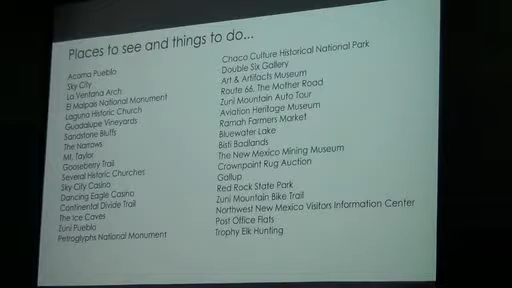 Places to see and things to do...
Acoma Pueblo
Sky City
La Ventana Arch
El Malpais National Monument
Laguna Historic Church
Guadalupe Vineyards
Sandstone Bluffs
The Narrows
Mt. Taylor
Gooseberry Trail
Several Historic Churches
Sky City Casino
Dancing Eagle Casino
Continental Divide Trail
The Ice Caves
Zuni Pueblo
Petroglyphs National Monument
Chaco Culture Historical National Park
Double Six Gallery
Art & Artifacts Museum
Route 66, The Mother Road
Zuni Mountain Auto Tour
Aviation Heritage Museum
Ramah Farmers Market
Bluewater Lake
Bisti Badlands
The New Mexico Mining Museum
Crownpoint Rug Auction
Gallup
Red Rock State Park
Zuni Mountain Bike Trail
Northwest New Mexico Visitors Information Center
Post Office Flats
Trophy Elk Hunting